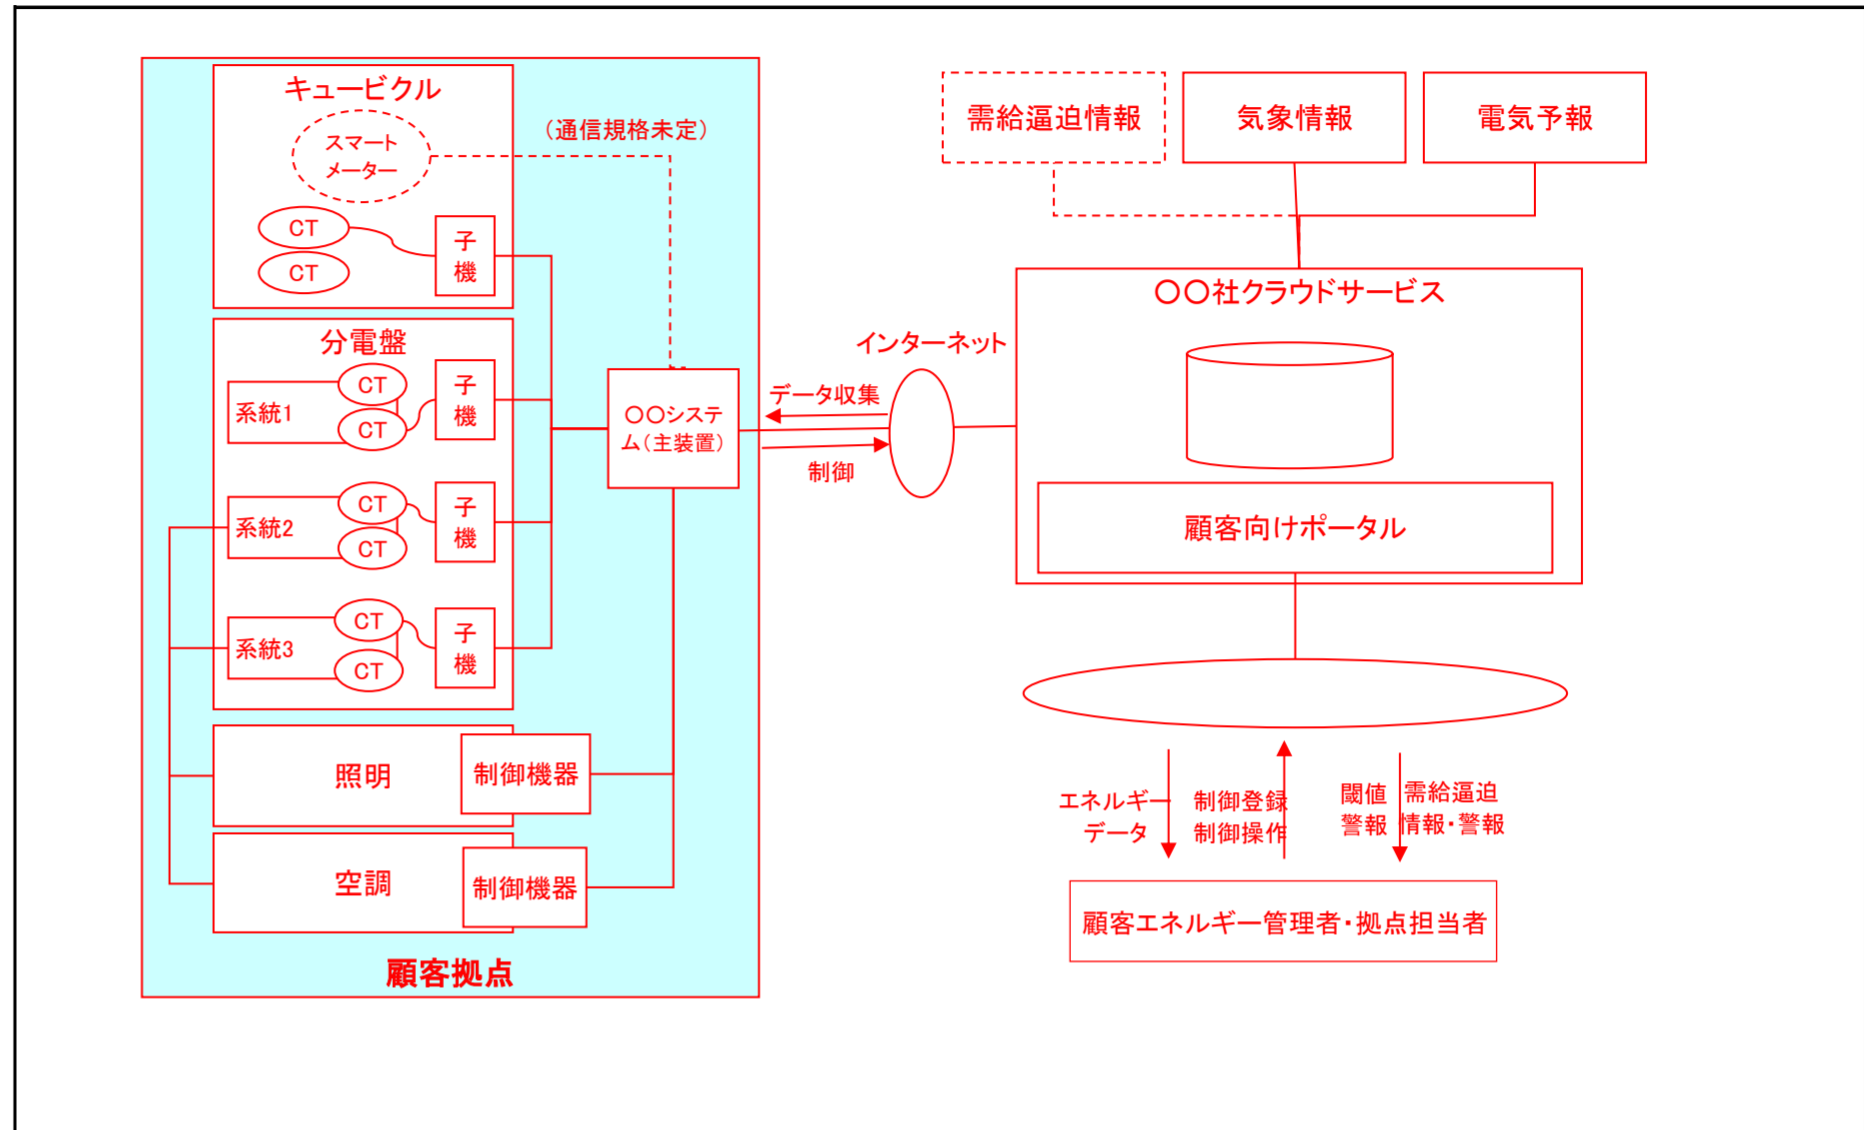 キュービクル
スマート
メーター
（通信規格未定）
CT
CT
子
機
分電盤
系統1
CT
CT
子
機
系統2
CT
CT
子
機
系統3
CT
CT
子
機
〇〇システ
ム（主装置）
照明
制御機器
空調
制御機器
顧客拠点
インターネット
データ収集
制御
需給逼迫情報
気象情報
電気予報
〇〇社クラウドサービス
顧客向けポータル
エネルギー
データ
制御登録
制御操作
閾値
警報
需給逼迫
情報・警報
顧客エネルギー管理者・拠点担当者